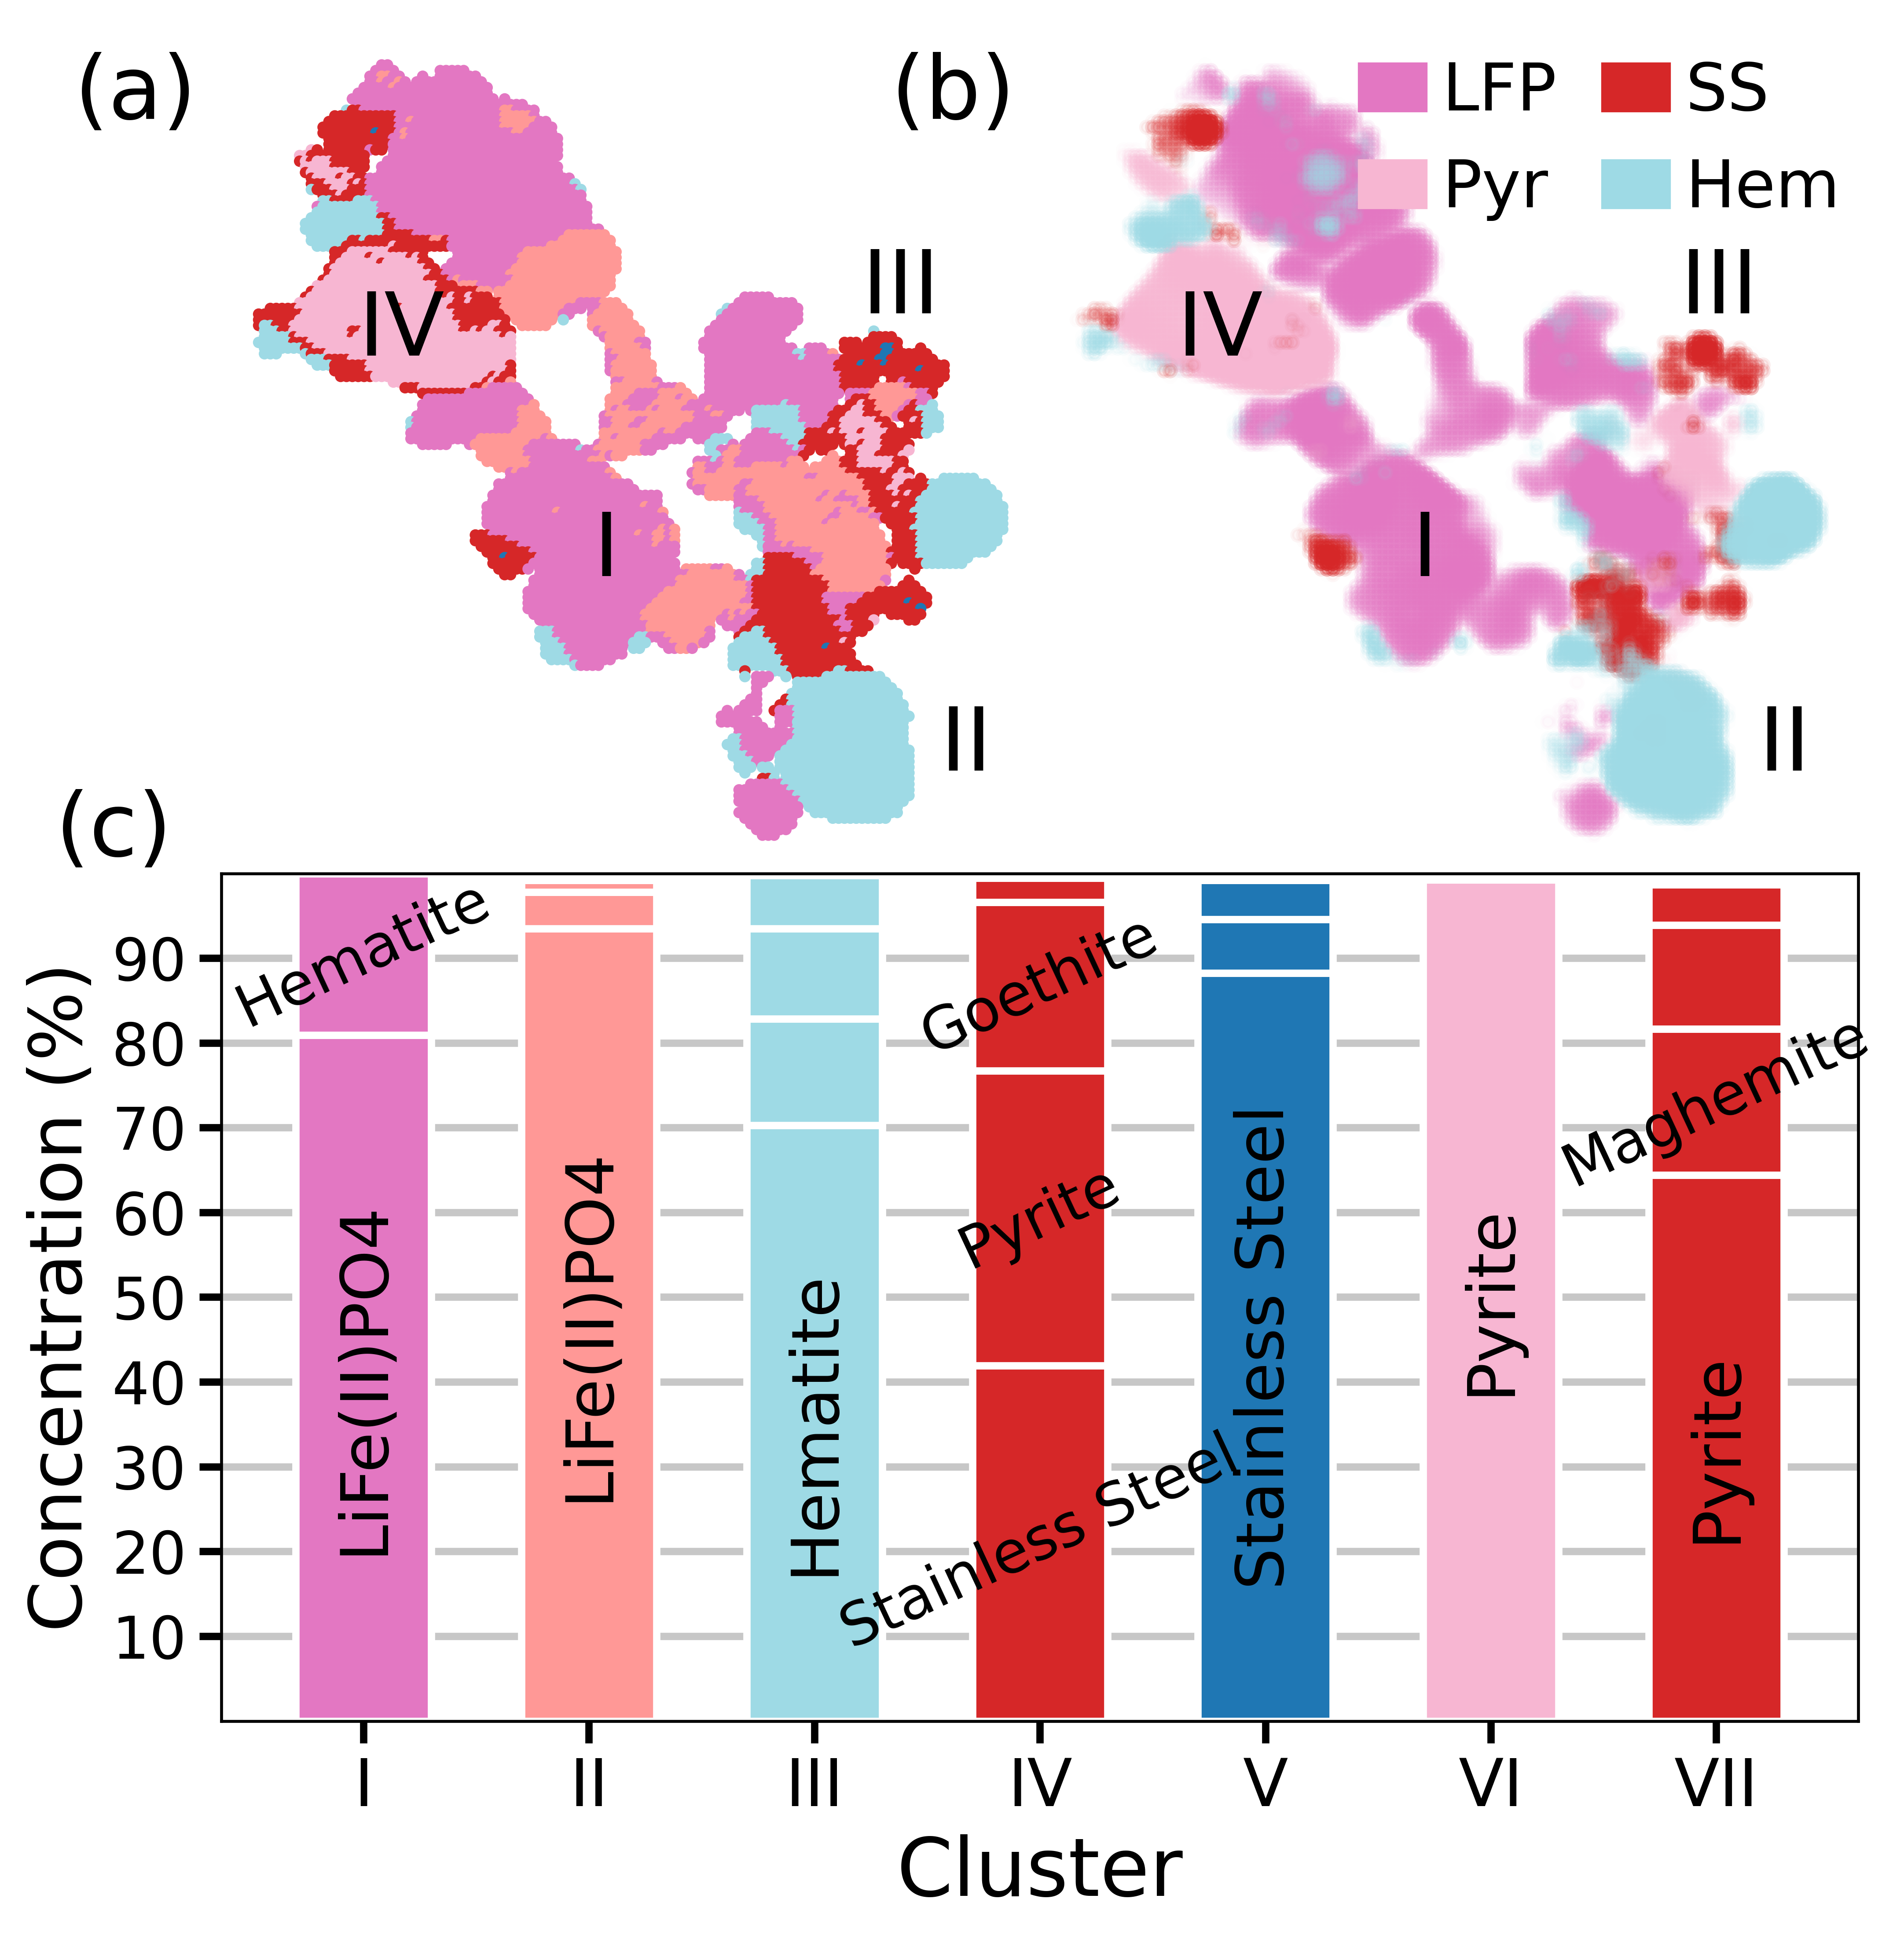 (a)
(b)
LFP
SS
Pyr
Hem
III
III
IV
IV
I
I
II
II
(c)
Concentration (%)
90
80
70
60
50
40
30
20
10
Hematite
LiFe(II)PO4
LiFe(II)PO4
Hematite
Goethite
Pyrite
Stainless Steel
Stainless Steel
Pyrite
Maghemite
Pyrite
I
II
III
IV
V
VI
VII
Cluster